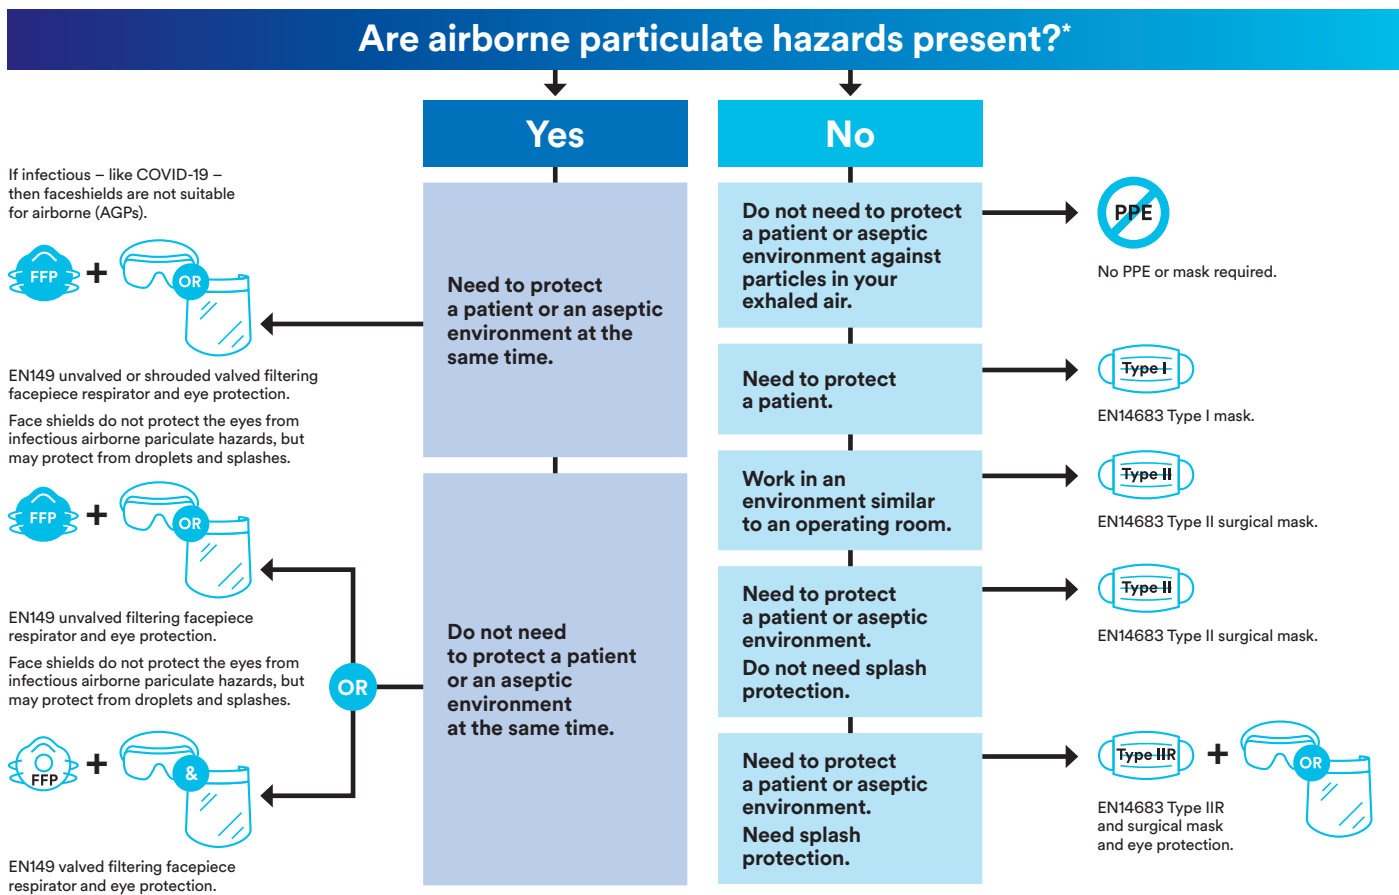 Are airborne particulate hazards present?*
Yes
No
If infectious – like COVID-19 –
then faceshields are not suitable
for airborne (AGPs).
FFP
+
OR
EN149 unvalved or shrouded valved filtering
facepiece respirator and eye protection.
Face shields do not protect the eyes from
infectious airborne pariculate hazards, but
may protect from droplets and splashes.
Need to protect
a patient or an aseptic
environment at the
same time.
FFP
+
OR
EN149 unvalved filtering facepiece
respirator and eye protection.
Face shields do not protect the eyes from
infectious airborne pariculate hazards, but
may protect from droplets and splashes.
OR
FFP
+
&
EN149 valved filtering facepiece
respirator and eye protection.
Do not need
to protect a patient
or an aseptic
environment
at the same time.
Do not need to protect
a patient or aseptic
environment against
particles in your
exhaled air.
PPE
No PPE or mask required.
Need to protect
a patient.
Type I
EN14683 Type I mask.
Work in an
environment similar
to an operating room.
Type II
EN14683 Type II surgical mask.
Need to protect
a patient or aseptic
environment.
Do not need splash
protection.
Type II
EN14683 Type II surgical mask.
Need to protect
a patient or aseptic
environment.
Need splash
protection.
Type IIR
+
OR
EN14683 Type IIR
and surgical mask
and eye protection.